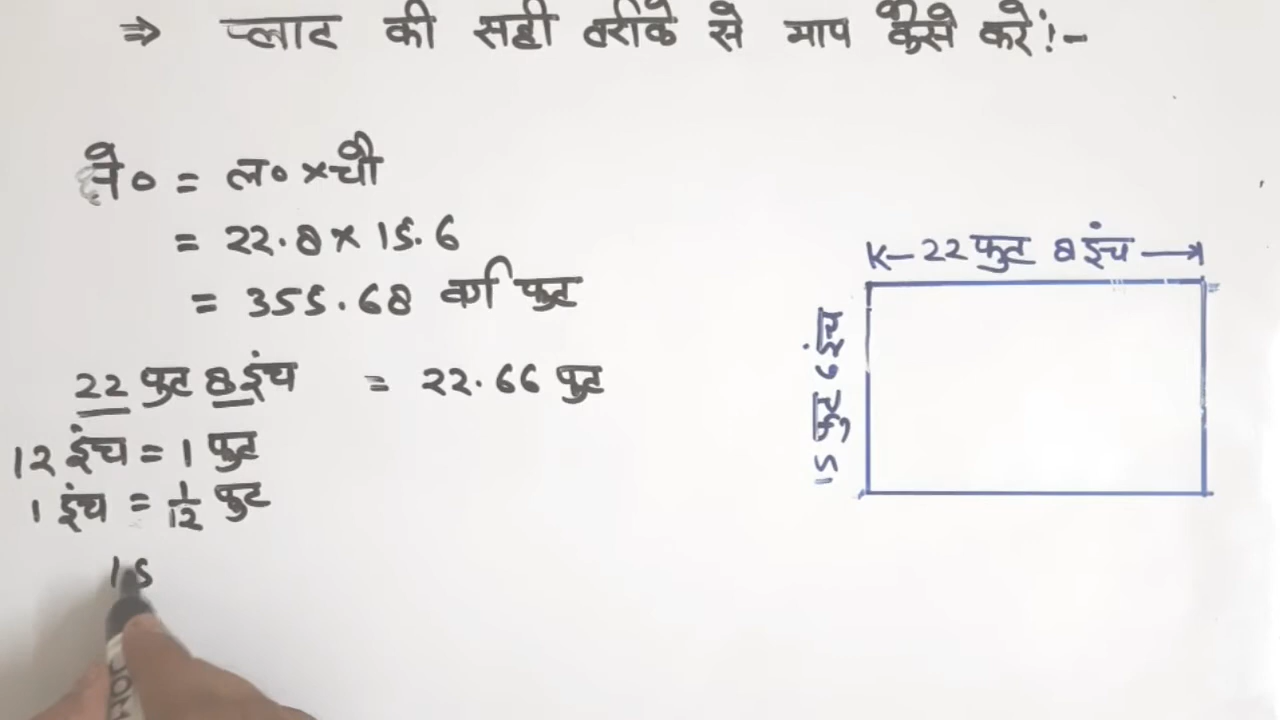 ⇒ प्लाट की सही तरीके से माप कैसे करें:-
क्षे० = ल० × चौ
= 22.8 × 15.6
= 355.68 वर्ग फुट
22 फुट 8 इंच = 22.66 फुट
12 इंच = 1 फुट
1 इंच = 1/12 फुट
15
22 फुट 8 इंच
15 फुट 6 इंच